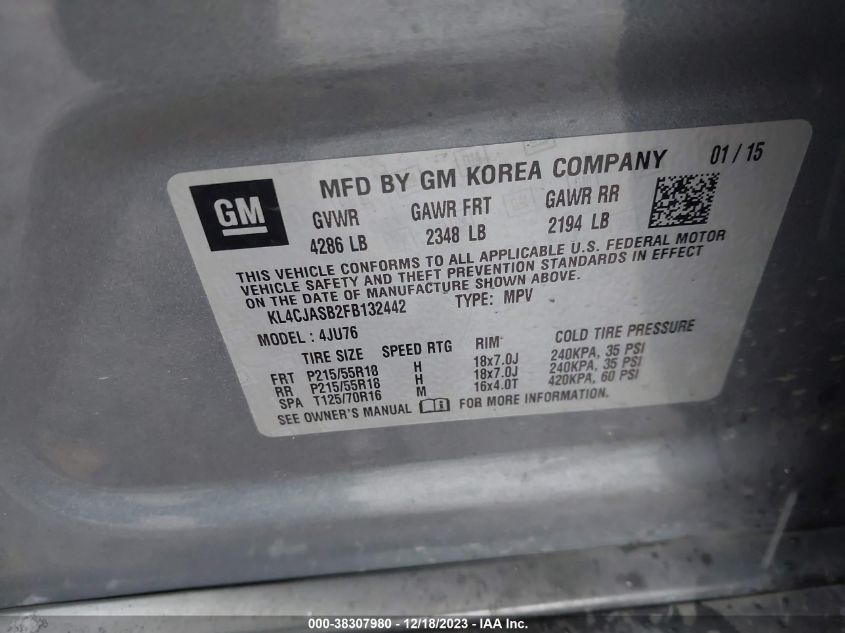 GM
MFD BY GM KOREA COMPANY 01 / 15
GVWR GAWR FRT GAWR RR
4286 LB 2348 LB 2194 LB
THIS VEHICLE CONFORMS TO ALL APPLICABLE U.S. FEDERAL MOTOR
VEHICLE SAFETY AND THEFT PREVENTION STANDARDS IN EFFECT
ON THE DATE OF MANUFACTURE SHOWN ABOVE.
KL4CJASB2FB132442 TYPE: MPV
MODEL : 4JU76
TIRE SIZE SPEED RTG RIM COLD TIRE PRESSURE
FRT P215/55R18 H 18x7.0J 240KPA, 35 PSI
RR P215/55R18 H 18x7.0J 240KPA, 35 PSI
SPA T125/70R16 M 16x4.0T 420KPA, 60 PSI
SEE OWNER'S MANUAL FOR MORE INFORMATION.
000-38307980 - 12/18/2023 - © IAA Inc.